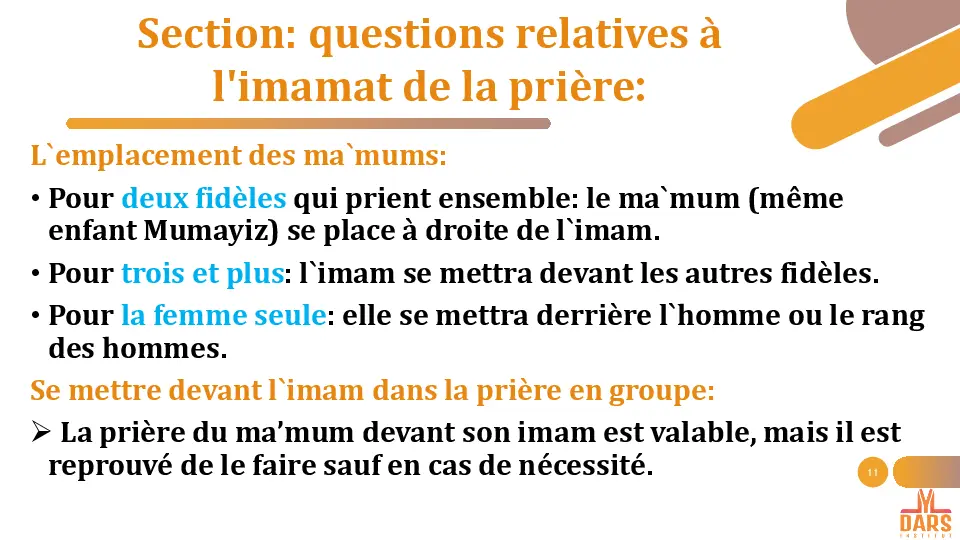 Section: questions relatives à
l'imamat de la prière:
L`emplacement des ma`mums:
• Pour deux fidèles qui prient ensemble: le ma`mum (même
enfant Mumayiz) se place à droite de l`imam.
• Pour trois et plus: l`imam se mettra devant les autres fidèles.
• Pour la femme seule: elle se mettra derrière l`homme ou le rang
des hommes.
Se mettre devant l`imam dans la prière en groupe:
➢ La prière du ma’mum devant son imam est valable, mais il est
reprouvé de le faire sauf en cas de nécessité.
11
DARS
INSTITUT